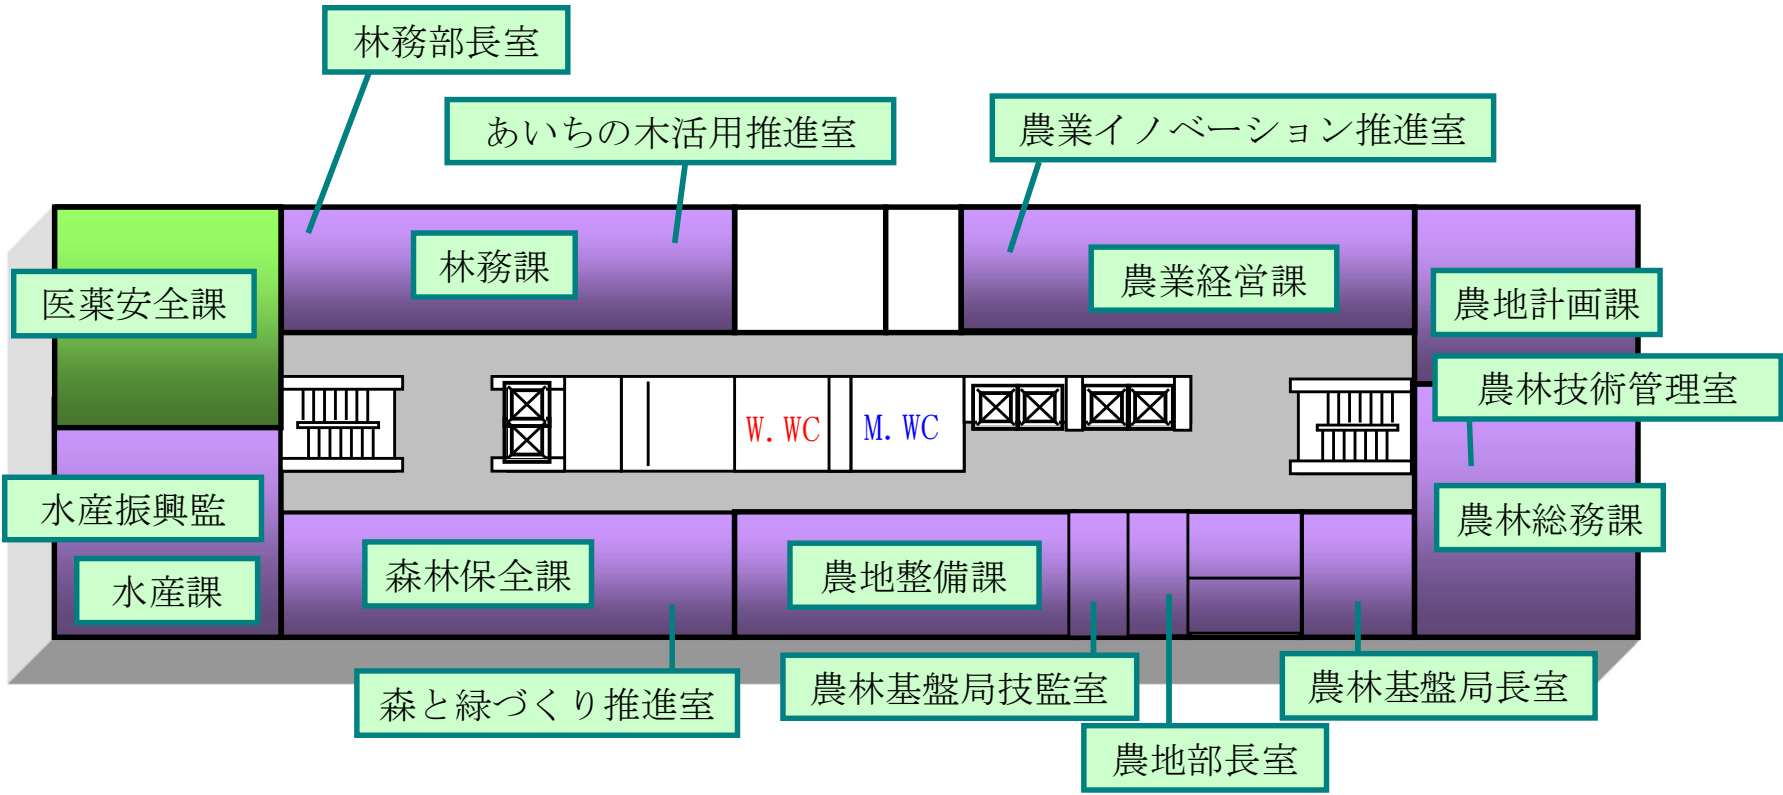 林務部長室
あいちの木活用推進室
農業イノベーション推進室
林務課
農業経営課
医薬安全課
農地計画課
農林技術管理室
W.WC
M.WC
水産振興監
農林総務課
水産課
森林保全課
農地整備課
森と緑づくり推進室
農林基盤局技監室
農林基盤局長室
農地部長室